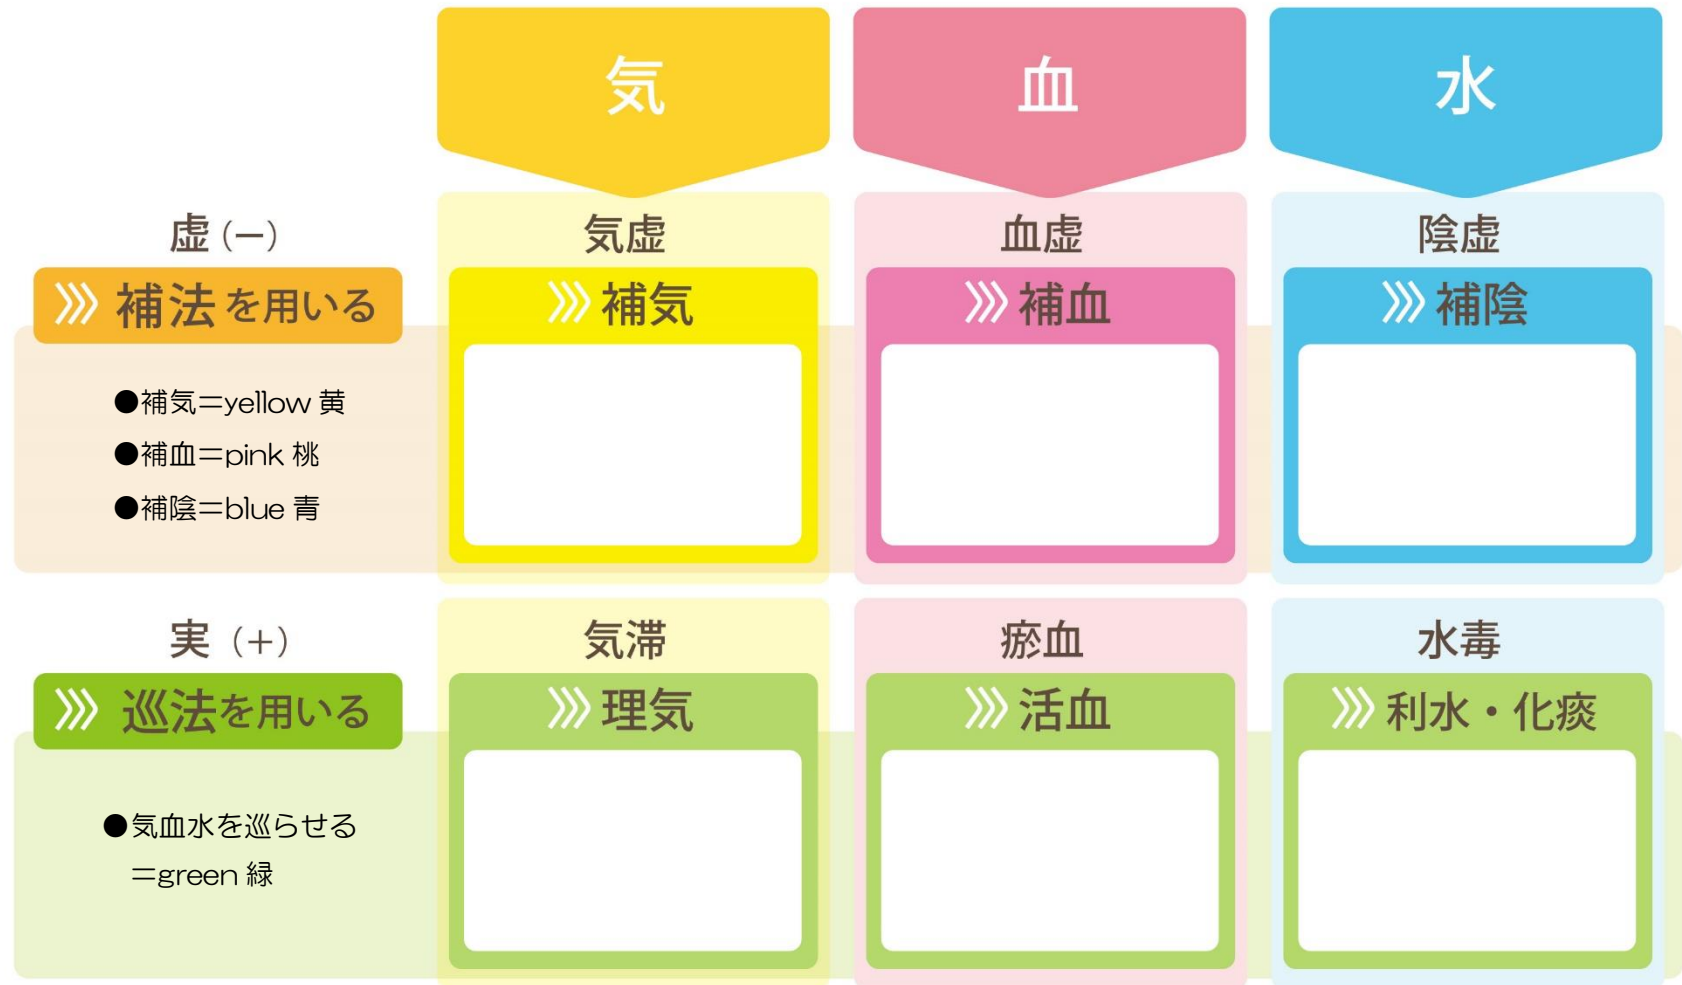 気
血
水
虚(−)
気虚
血虚
陰虚
補法を用いる
補気
補血
補陰
●補気＝yellow 黄
●補血＝pink 桃
●補陰＝blue 青
実(＋)
気滞
瘀血
水毒
巡法を用いる
理気
活血
利水・化痰
●気血水を巡らせる
＝green 緑